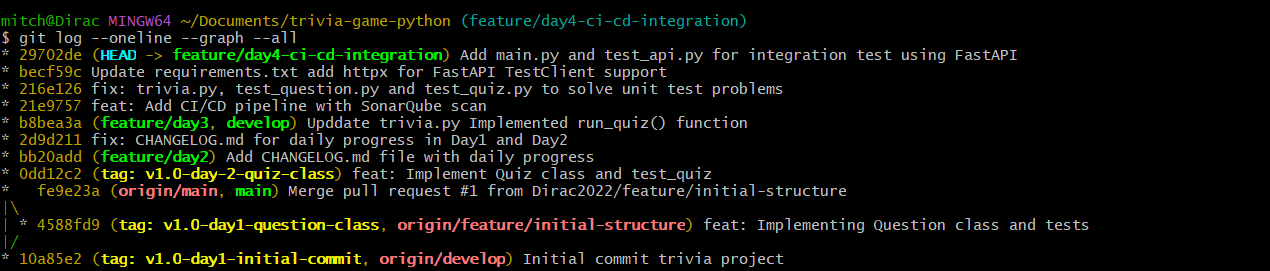 mitch@Dirac MINGW64 ~/Documents/trivia-game-python (feature/day4-ci-cd-integration)
$ git log --oneline --graph --all
* 29702de (HEAD -> feature/day4-ci-cd-integration) Add main.py and test_api.py for integration test using FastAPI
* becf59c Update requirements.txt add httpx for FastAPI TestClient support
* 216e126 fix: trivia.py, test_question.py and test_quiz.py to solve unit test problems
* 21e9757 feat: Add CI/CD pipeline with SonarQube scan
* b8bea3a (feature/day3, develop) Upddate trivia.py Implemented run_quiz() function
* 2d9d211 fix: CHANGELOG.md for daily progress in Day1 and Day2
* bb20add (feature/day2) Add CHANGELOG.md file with daily progress
* 0dd12c2 (tag: v1.0-day-2-quiz-class) feat: Implement Quiz class and test_quiz
*   fe9e23a (origin/main, main) Merge pull request #1 from Dirac2022/feature/initial-structure
|\
| * 4588fd9 (tag: v1.0-day1-question-class, origin/feature/initial-structure) feat: Implementing Question class and tests
|/
* 10a85e2 (tag: v1.0-day1-initial-commit, origin/develop) Initial commit trivia project